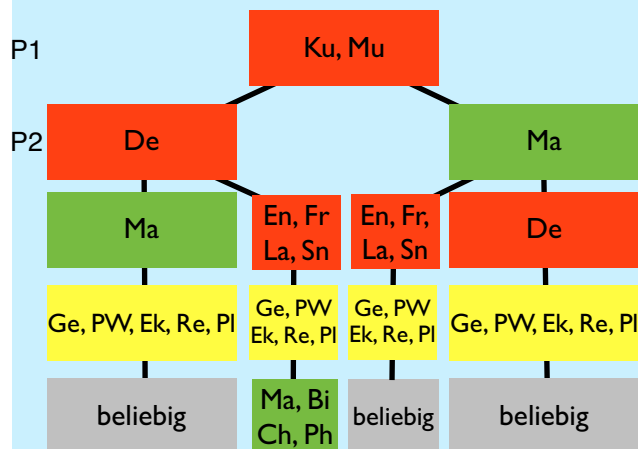 P1
Ku, Mu
P2
De
Ma
Ma
En, Fr
La, Sn
En, Fr,
La, Sn
De
Ge, PW, Ek, Re, Pl
Ge, PW
Ek, Re, Pl
Ge, PW
Ek, Re, Pl
Ge, PW, Ek, Re, Pl
beliebig
Ma, Bi
Ch, Ph
beliebig
beliebig